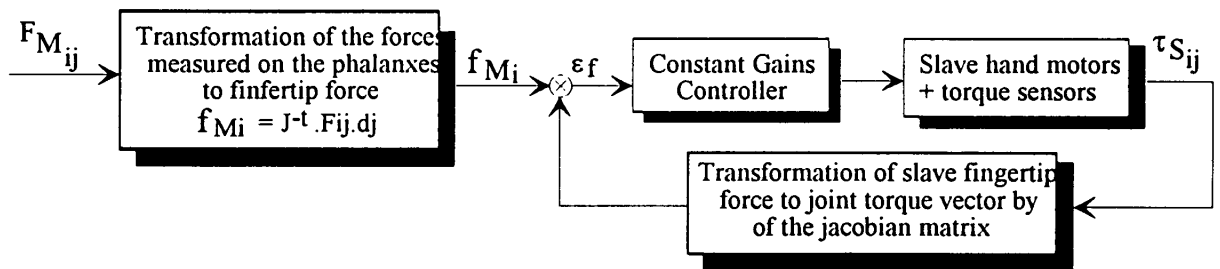 F_Mij
Transformation of the forces
measured on the phalanxes
to finfertip force
f_Mi = J^-t .Fij.dj
f_Mi
εf
Constant Gains
Controller
Slave hand motors
+ torque sensors
τ_Sij
Transformation of slave fingertip
force to joint torque vector by
of the jacobian matrix